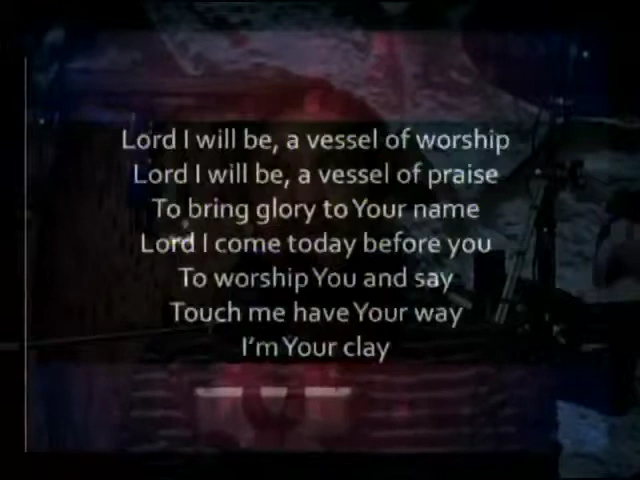 Lord I will be, a vessel of worship
Lord I will be, a vessel of praise
To bring glory to Your name
Lord I come today before you
To worship You and say
Touch me have Your way
I'm Your clay